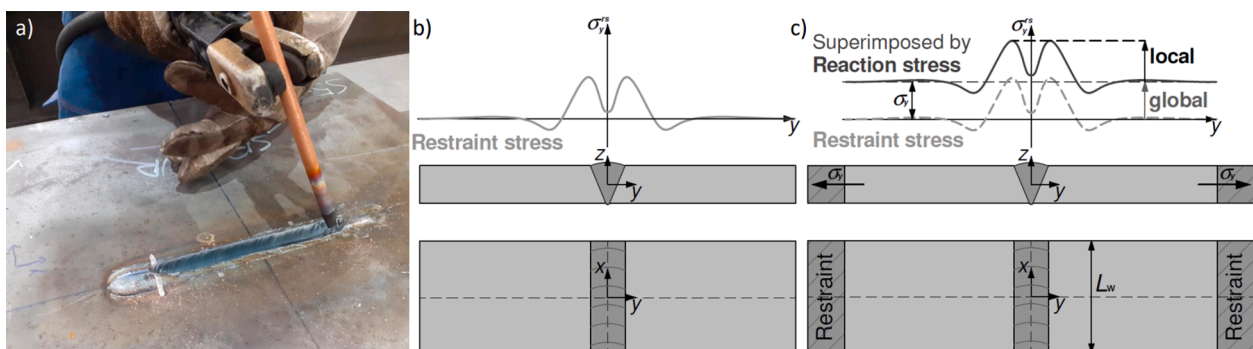 a)
b)
σ_y^rs
y
Restraint stress
z
y
x
y
c)
σ_y^rs
Superimposed by
Reaction stress
local
σ_y
global
y
Restraint stress
z
σ_y
y
σ_y
Restraint
x
y
L_w
Restraint